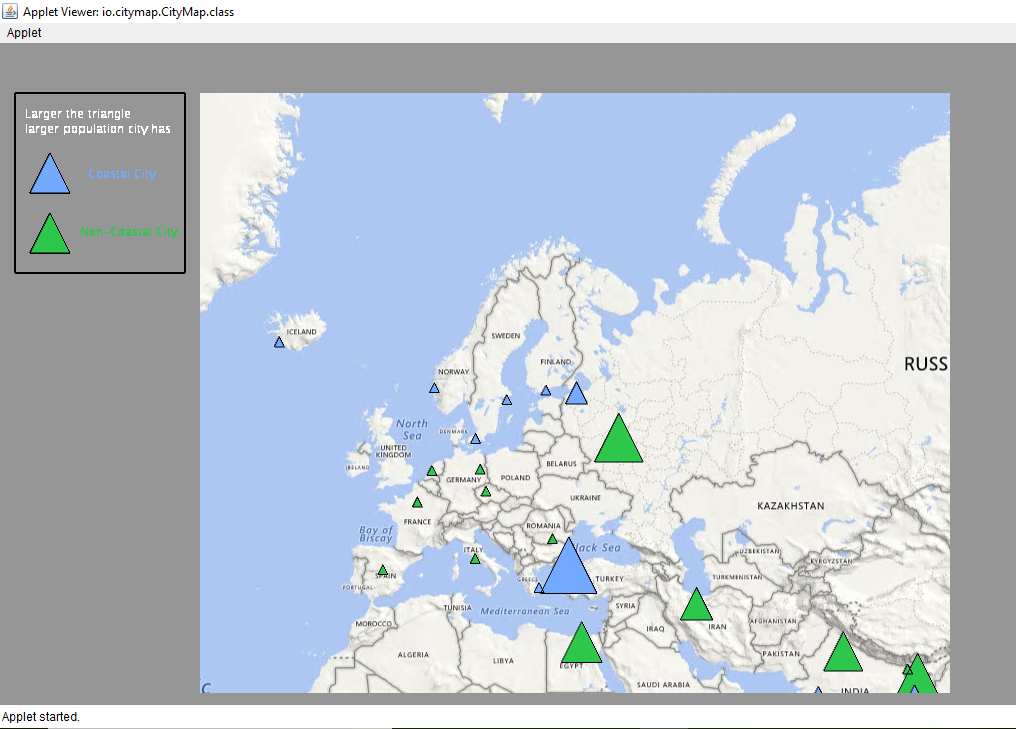 Applet Viewer: io.citymap.CityMap.class
Applet
Larger the triangle
larger population city has
Coastal City
Non-Coastal City
ICELAND
SWEDEN
FINLAND
NORWAY
RUSS
North
Sea
DENMARK
UNITED
KINGDOM
IRELAND
BELARUS
POLAND
GERMANY
UKRAINE
KAZAKHSTAN
FRANCE
ROMANIA
Bay of
Biscay
lack Sea
ITALY
UZBEKISTAN
KYRGYZSTAN
SPAIN
PORTUGAL
GREECE
TURKEY
TURKMENISTAN
TUNISIA
Mediterranean Sea
SYRIA
MOROCCO
IRAQ
IRAN
AFGHANISTAN
ALGERIA
LIBYA
EGYPT
PAKISTAN
SAUDI ARABIA
INDIA
C
Applet started.